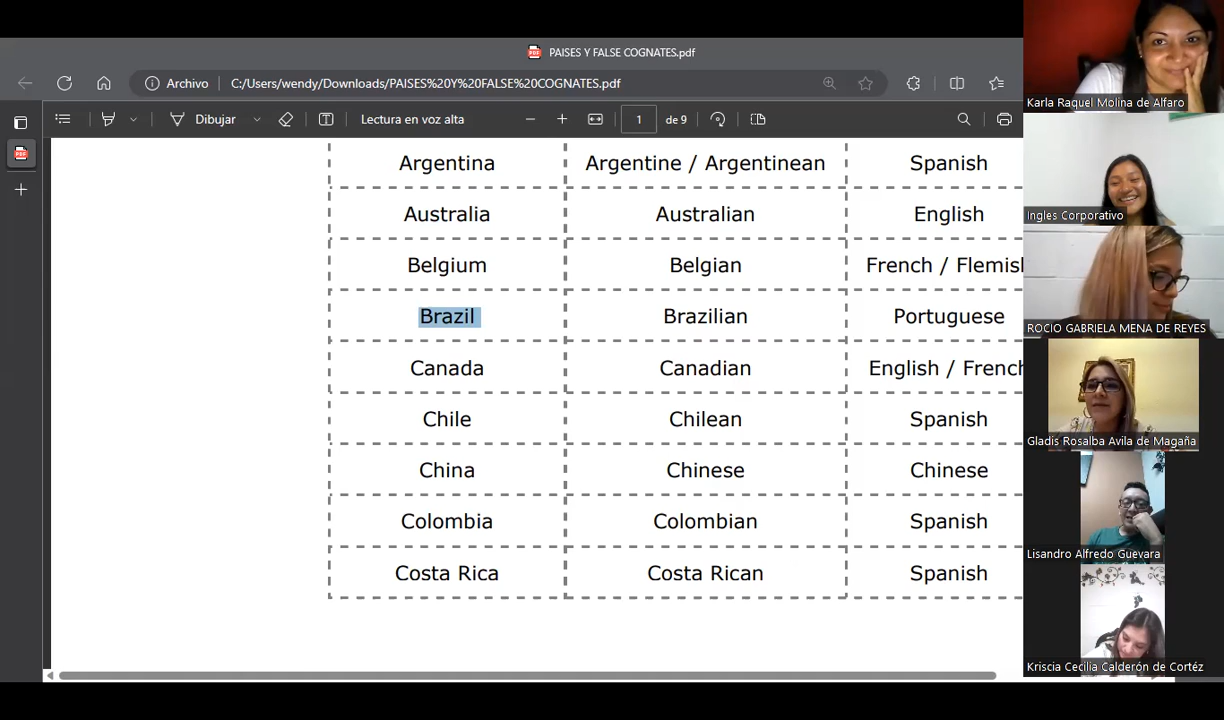 PAISES Y FALSE COGNATES.pdf
Archivo C:/Users/wendy/Downloads/PAISES%20Y%20FALSE%20COGNATES.pdf
Dibujar Lectura en voz alta 1 de 9
Argentina Argentine / Argentinean Spanish
Australia Australian English
Belgium Belgian French / Flemish
Brazil Brazilian Portuguese
Canada Canadian English / French
Chile Chilean Spanish
China Chinese Chinese
Colombia Colombian Spanish
Costa Rica Costa Rican Spanish
Karla Raquel Molina de Alfaro
Ingles Corporativo
ROCIO GABRIELA MENA DE REYES
Gladis Rosalba Avila de Magaña
Lisandro Alfredo Guevara
Kriscia Cecilia Calderón de Cortéz